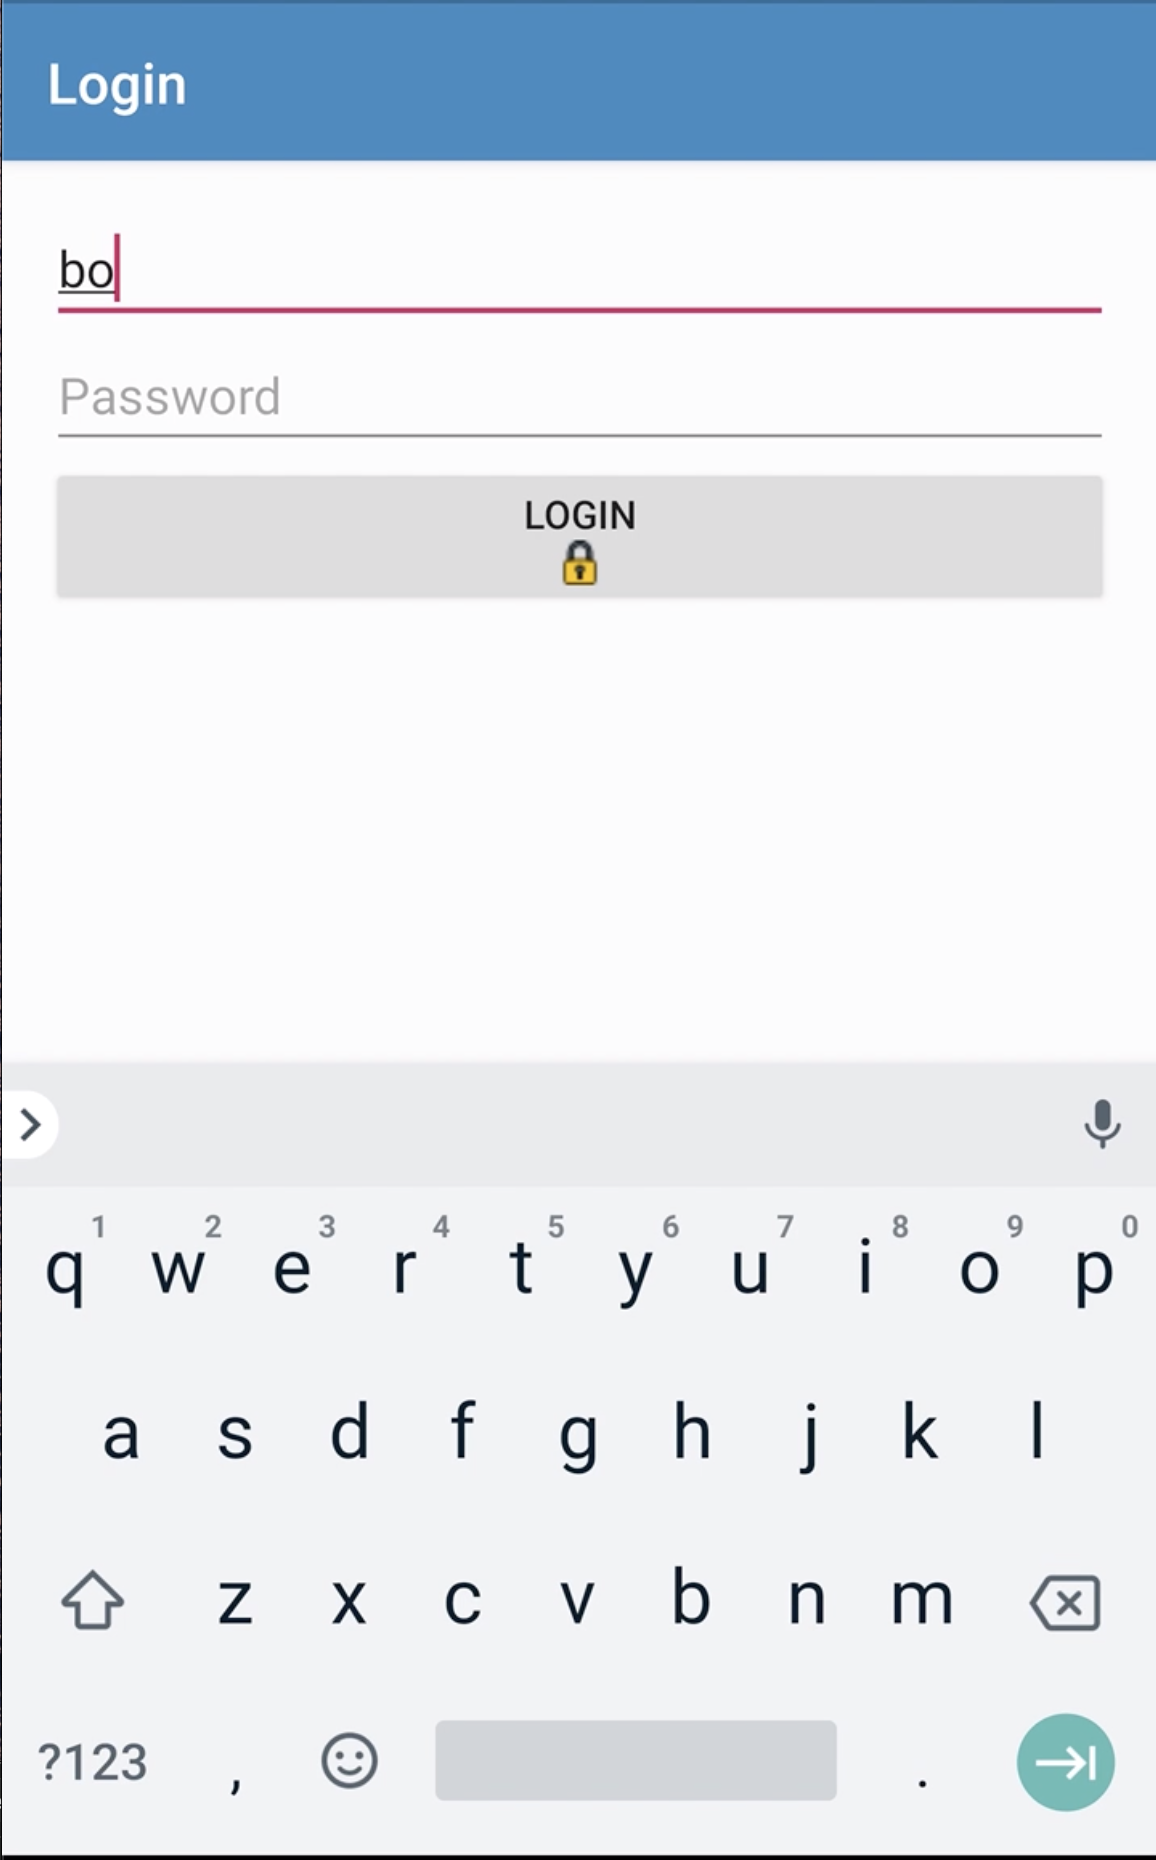 Login
bo
Password
LOGIN
1 2 3 4 5 6 7 8 9 0
q w e r t y u i o p
a s d f g h j k l
z x c v b n m
?123 , .